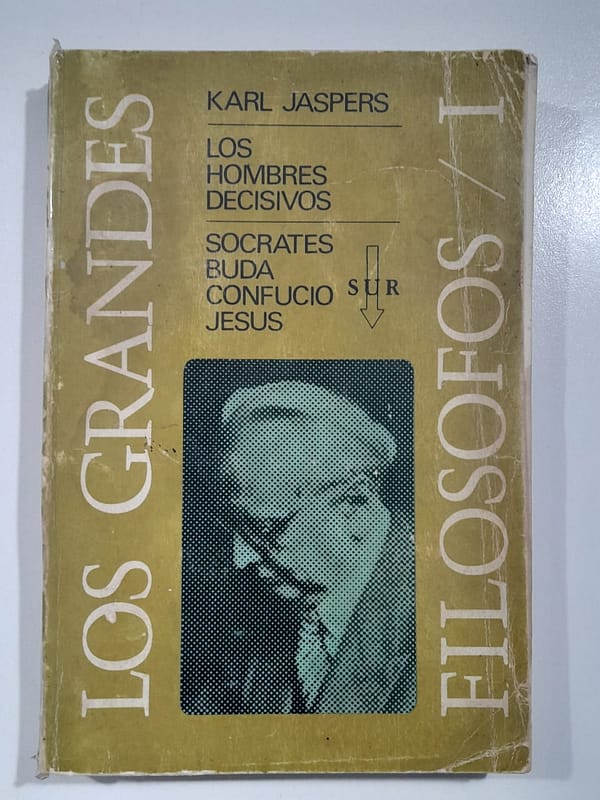 LOS GRANDES
KARL JASPERS
LOS
HOMBRES
DECISIVOS
SOCRATES
BUDA
CONFUCIO
JESUS
SUR
FILOSOFOS / I